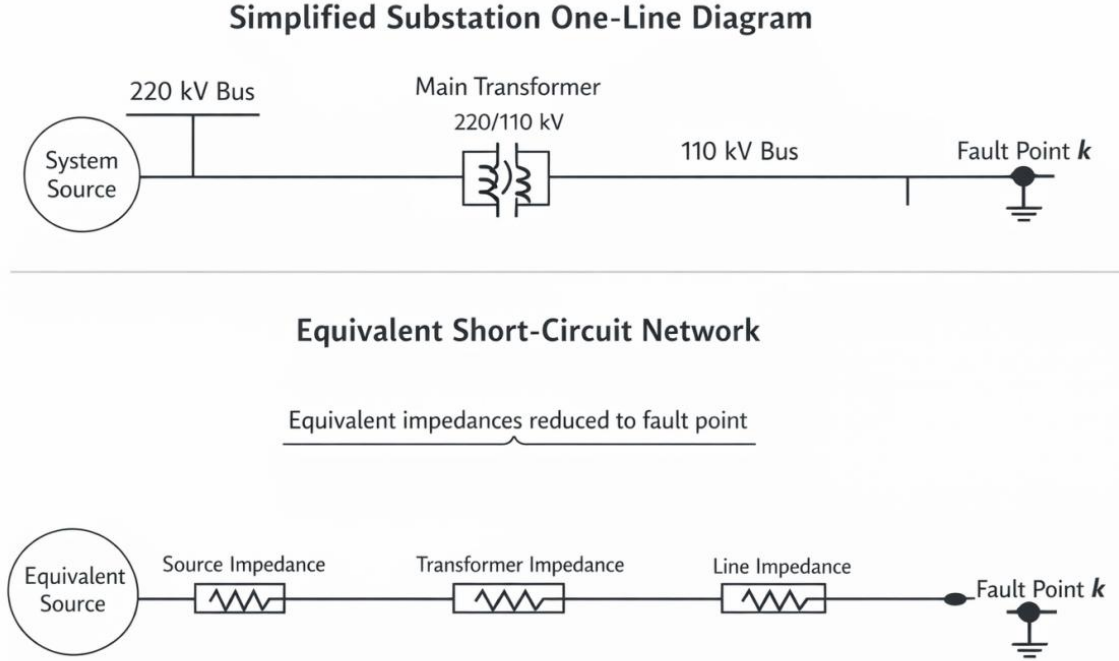 Simplified Substation One-Line Diagram
220 kV Bus
Main Transformer
220/110 kV
System
Source
110 kV Bus
Fault Point k
Equivalent Short-Circuit Network
Equivalent impedances reduced to fault point
Equivalent
Source
Source Impedance
Transformer Impedance
Line Impedance
Fault Point k